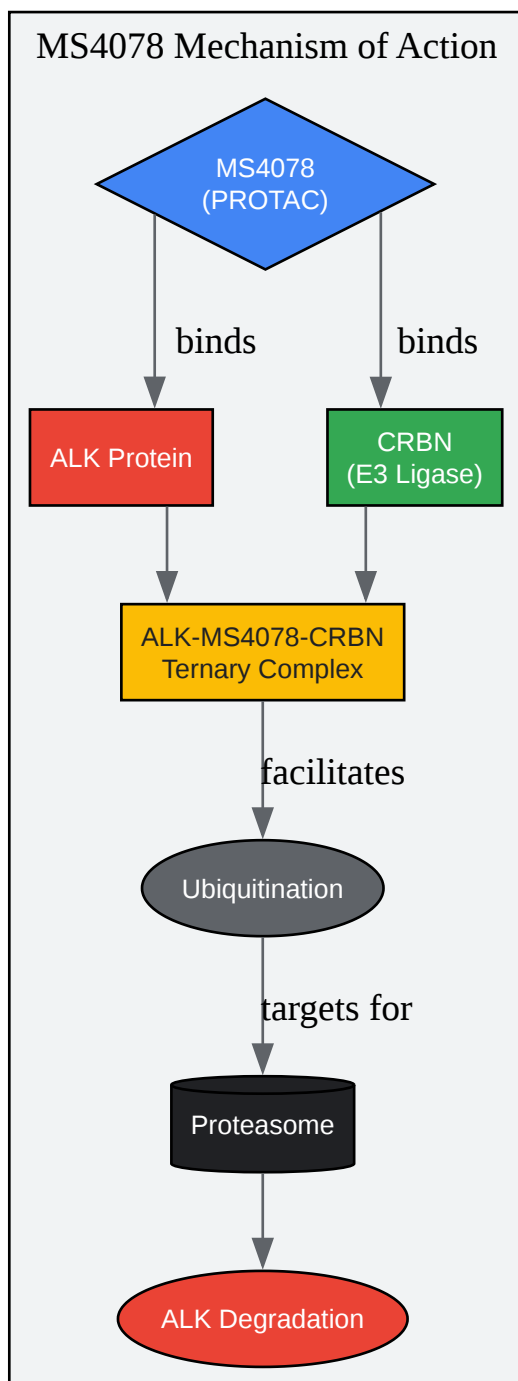 MS4078 Mechanism of Action
MS4078
(PROTAC)
binds
binds
ALK Protein
CRBN
(E3 Ligase)
ALK-MS4078-CRBN
Ternary Complex
facilitates
Ubiquitination
targets for
Proteasome
ALK Degradation